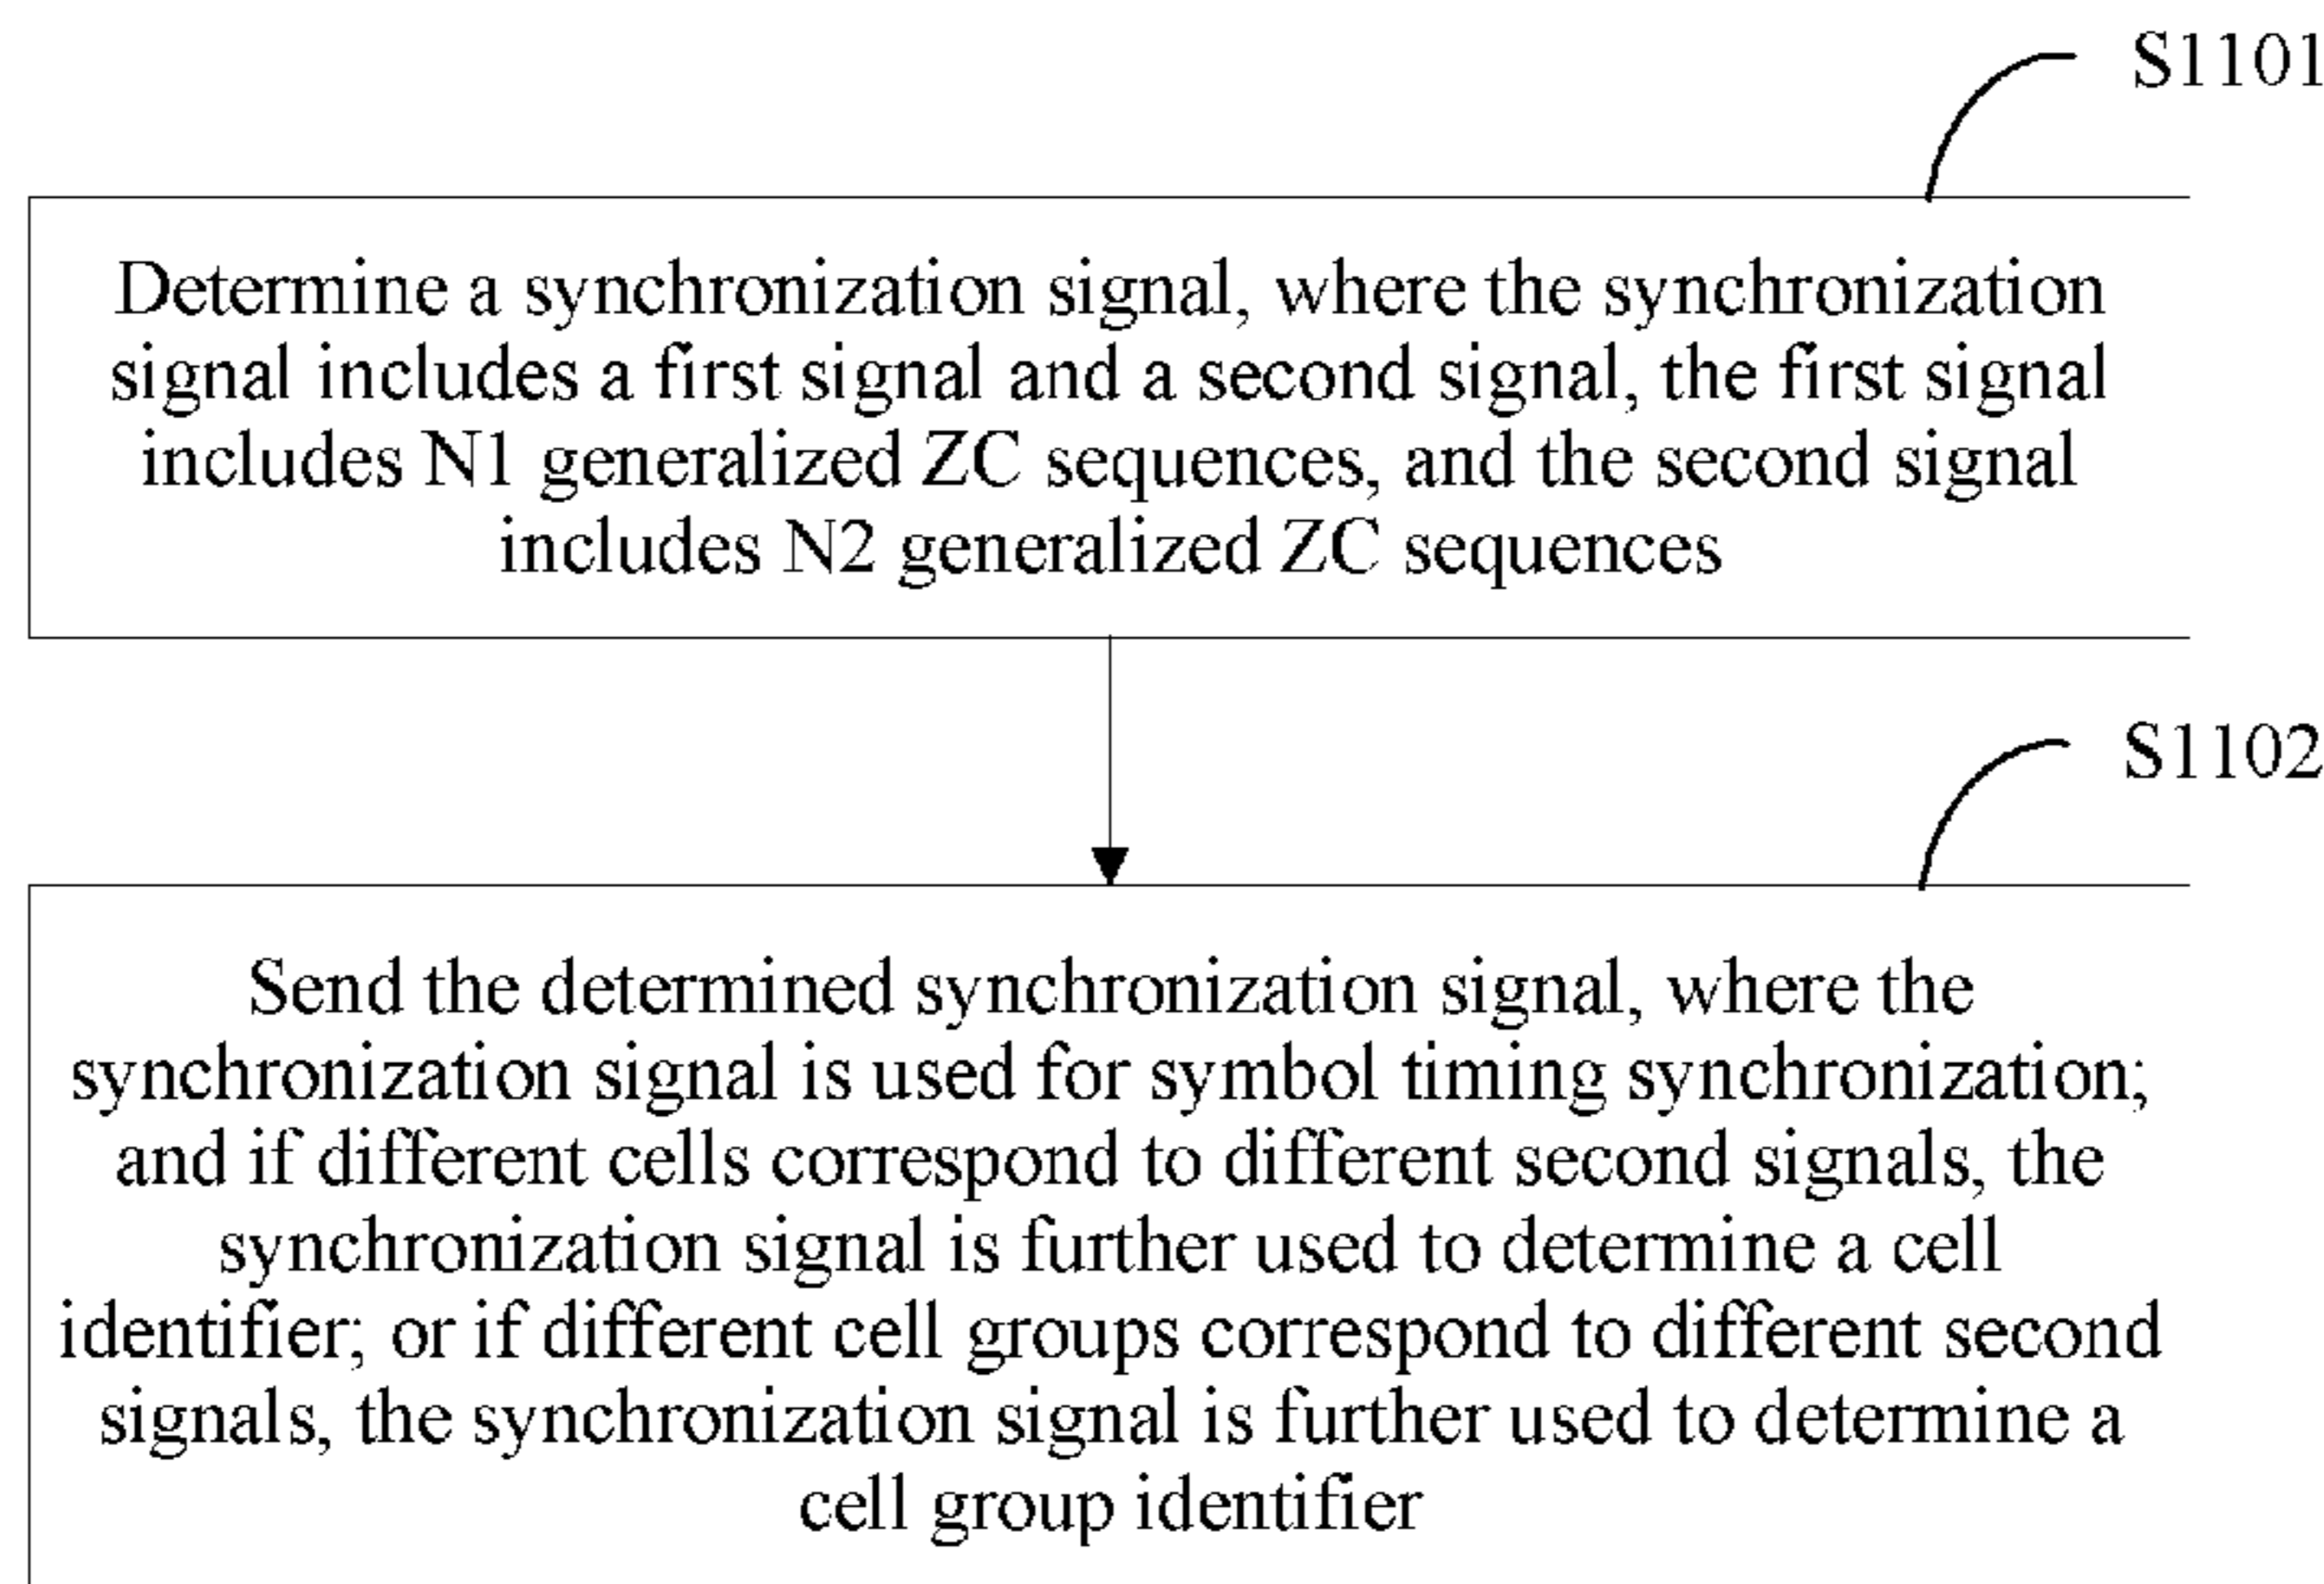 S1101
Determine a synchronization signal, where the synchronization
signal includes a first signal and a second signal, the first signal
includes N1 generalized ZC sequences, and the second signal
includes N2 generalized ZC sequences
S1102
Send the determined synchronization signal, where the
synchronization signal is used for symbol timing synchronization;
and if different cells correspond to different second signals, the
synchronization signal is further used to determine a cell
identifier; or if different cell groups correspond to different second
signals, the synchronization signal is further used to determine a
cell group identifier